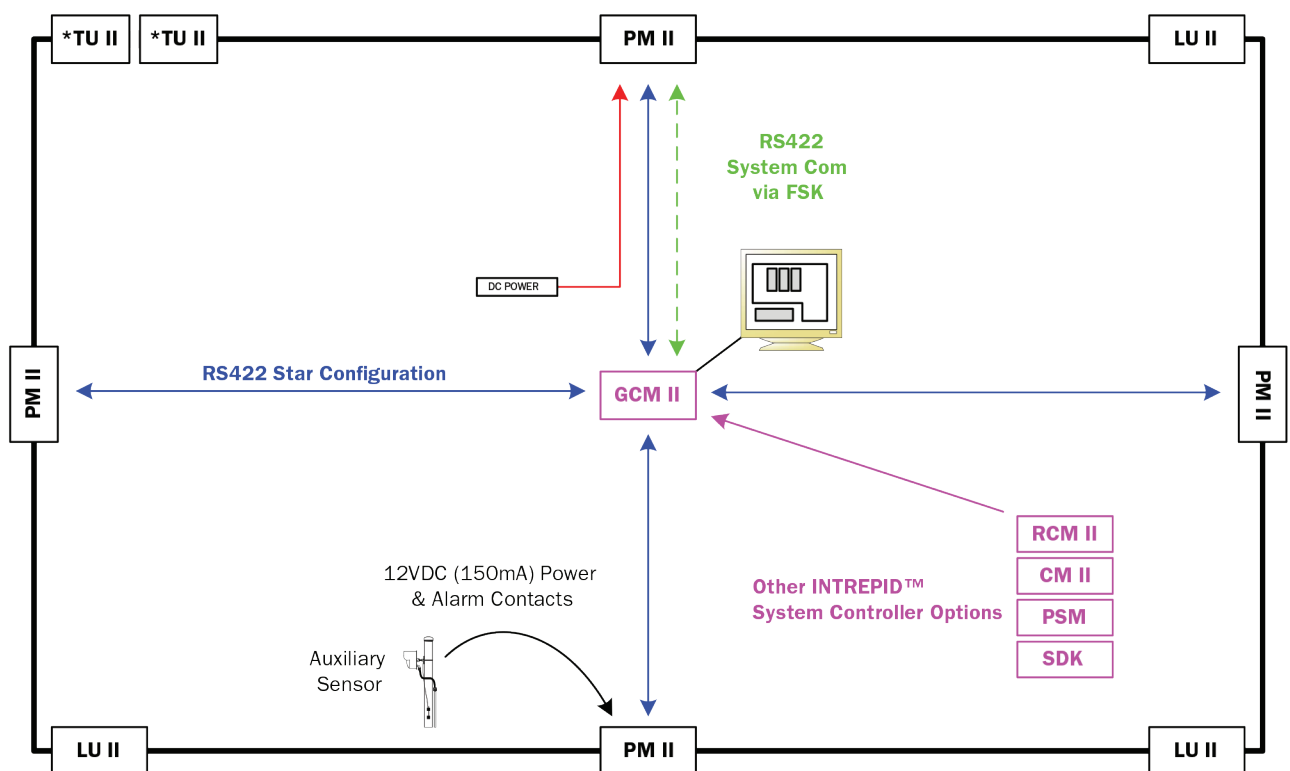 *TU II
*TU II
PM II
LU II
RS422
System Com
via FSK
DC POWER
PM II
RS422 Star Configuration
GCM II
PM II
RCM II
CM II
PSM
SDK
Other INTREPID™
System Controller Options
12VDC (150mA) Power
& Alarm Contacts
Auxiliary
Sensor
LU II
PM II
LU II